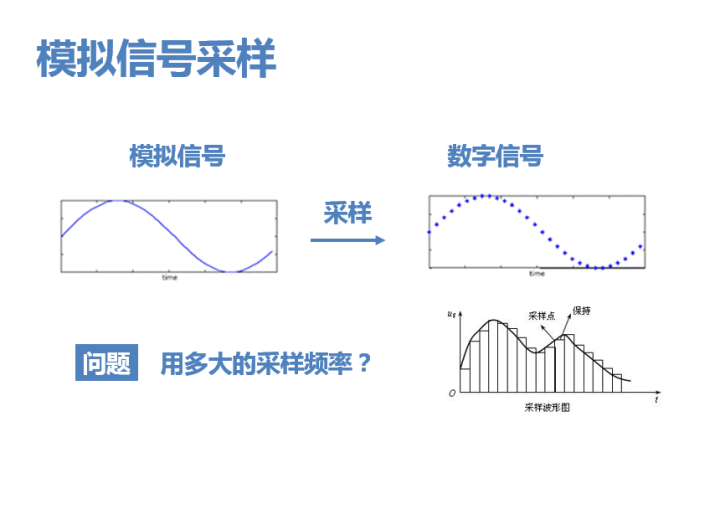 模拟信号采样
模拟信号
数字信号
采样
time
time
问题
用多大的采样频率？
us
采样点
保持
O
t
采样波形图